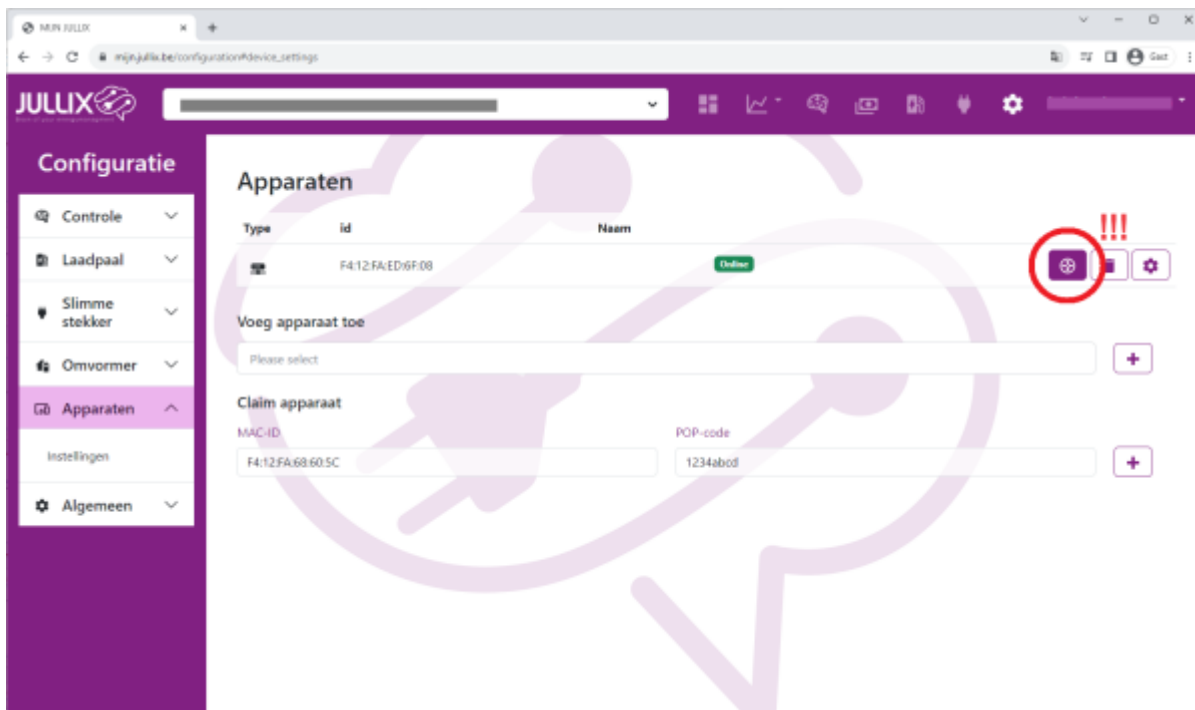 MIJN JULLIX
mijn.jullix.be/configuration#device_settings
Gast
JULLIX
Configuratie
Controle
Laadpaal
Slimme
stekker
Omvormer
Apparaten
Instellingen
Algemeen
Apparaten
Type id Naam
!!!
F4:12:FA:ED:6F:08 Online
Voeg apparaat toe
Please select
+
Claim apparaat
MAC-ID POP-code
F4:12:FA:68:60:5C 1234abcd +